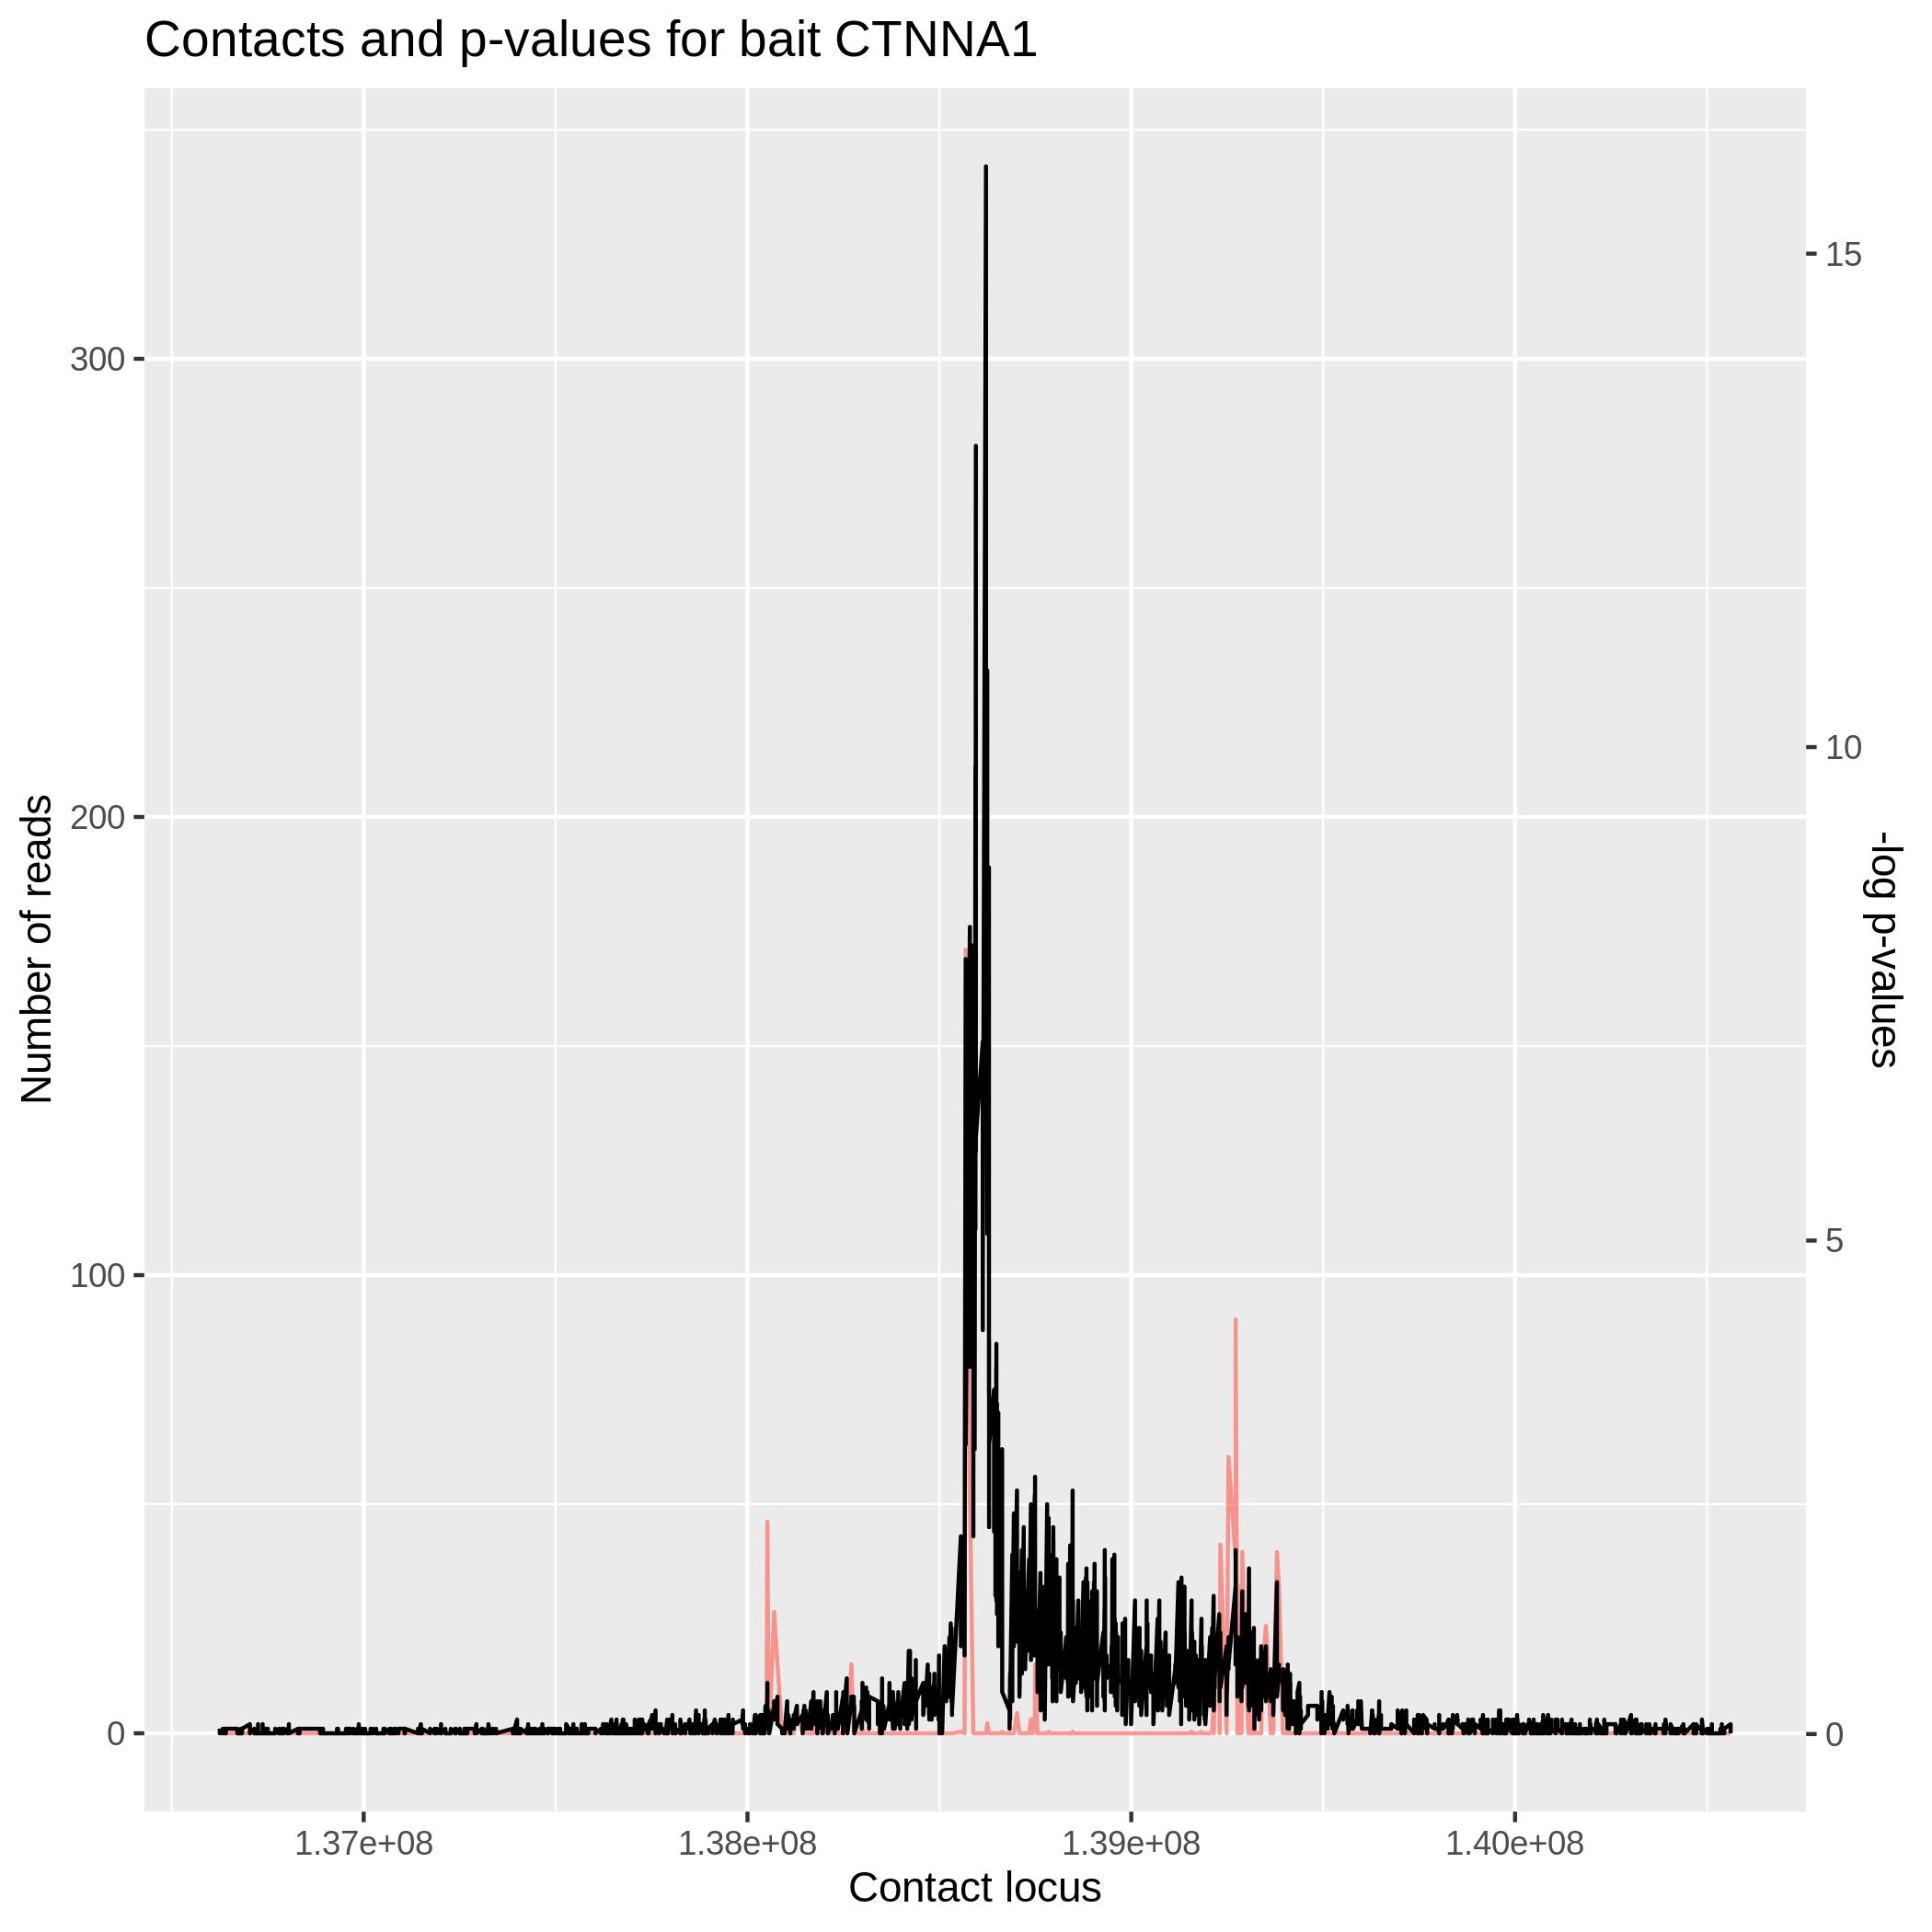 Contacts and p-values for bait CTNNA1
Number of reads
300
200
100
0
15
10
5
0
-log p-values
1.37e+08
1.38e+08
1.39e+08
1.40e+08
Contact locus